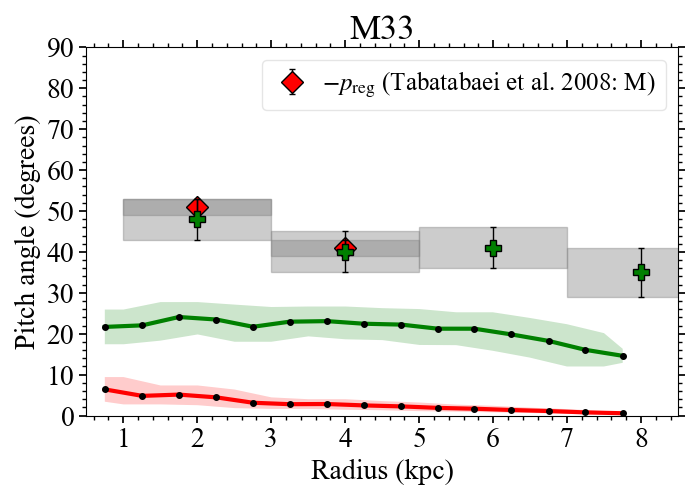 M33
−p_reg (Tabatabaei et al. 2008: M)
Pitch angle (degrees)
90
80
70
60
50
40
30
20
10
0
1 2 3 4 5 6 7 8
Radius (kpc)